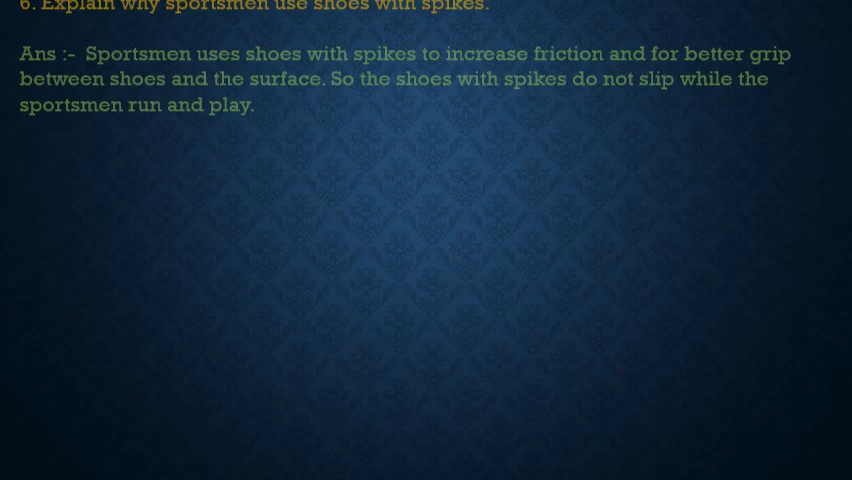 6. Explain why sportsmen use shoes with spikes.
Ans :- Sportsmen uses shoes with spikes to increase friction and for better grip
between shoes and the surface. So the shoes with spikes do not slip while the
sportsmen run and play.